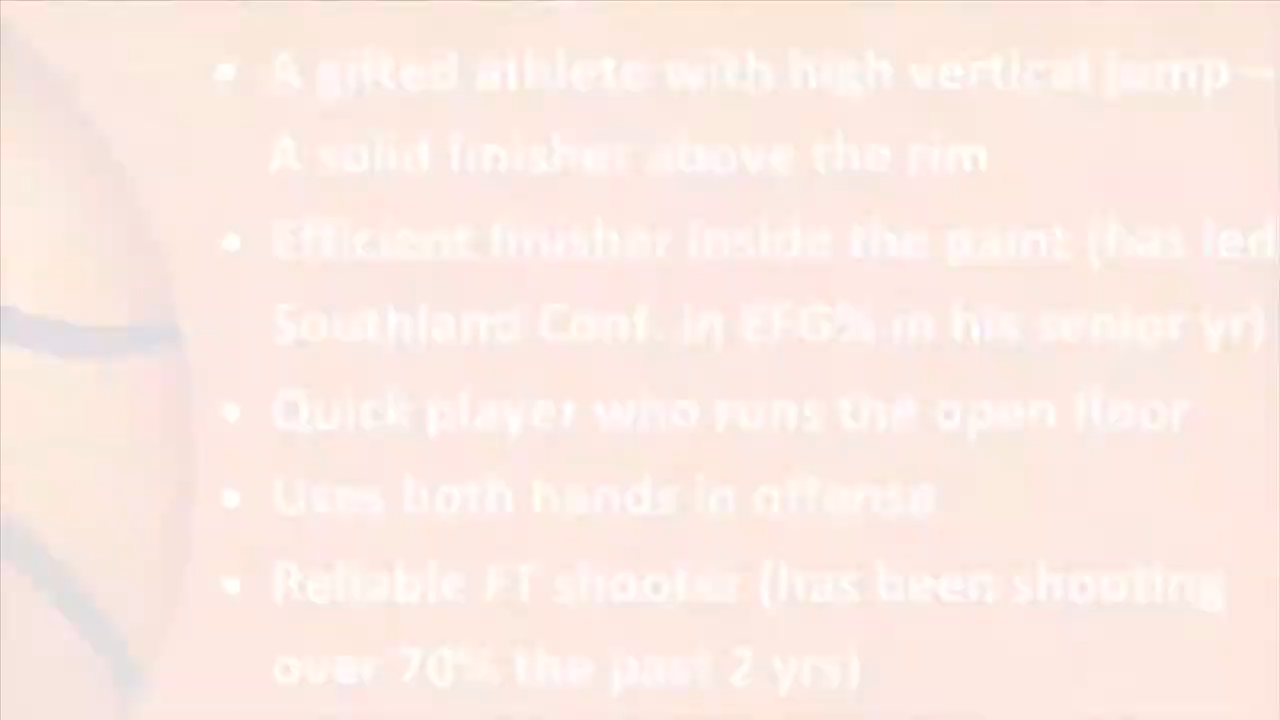 • A gifted athlete with high vertical jump –
A solid finisher above the rim
• Efficient finisher inside the paint (has led
Southland Conf. in EFG% in his senior yr)
• Quick player who runs the open floor
• Uses both hands in offense
• Reliable FT shooter (has been shooting
over 70% the past 2 yrs)